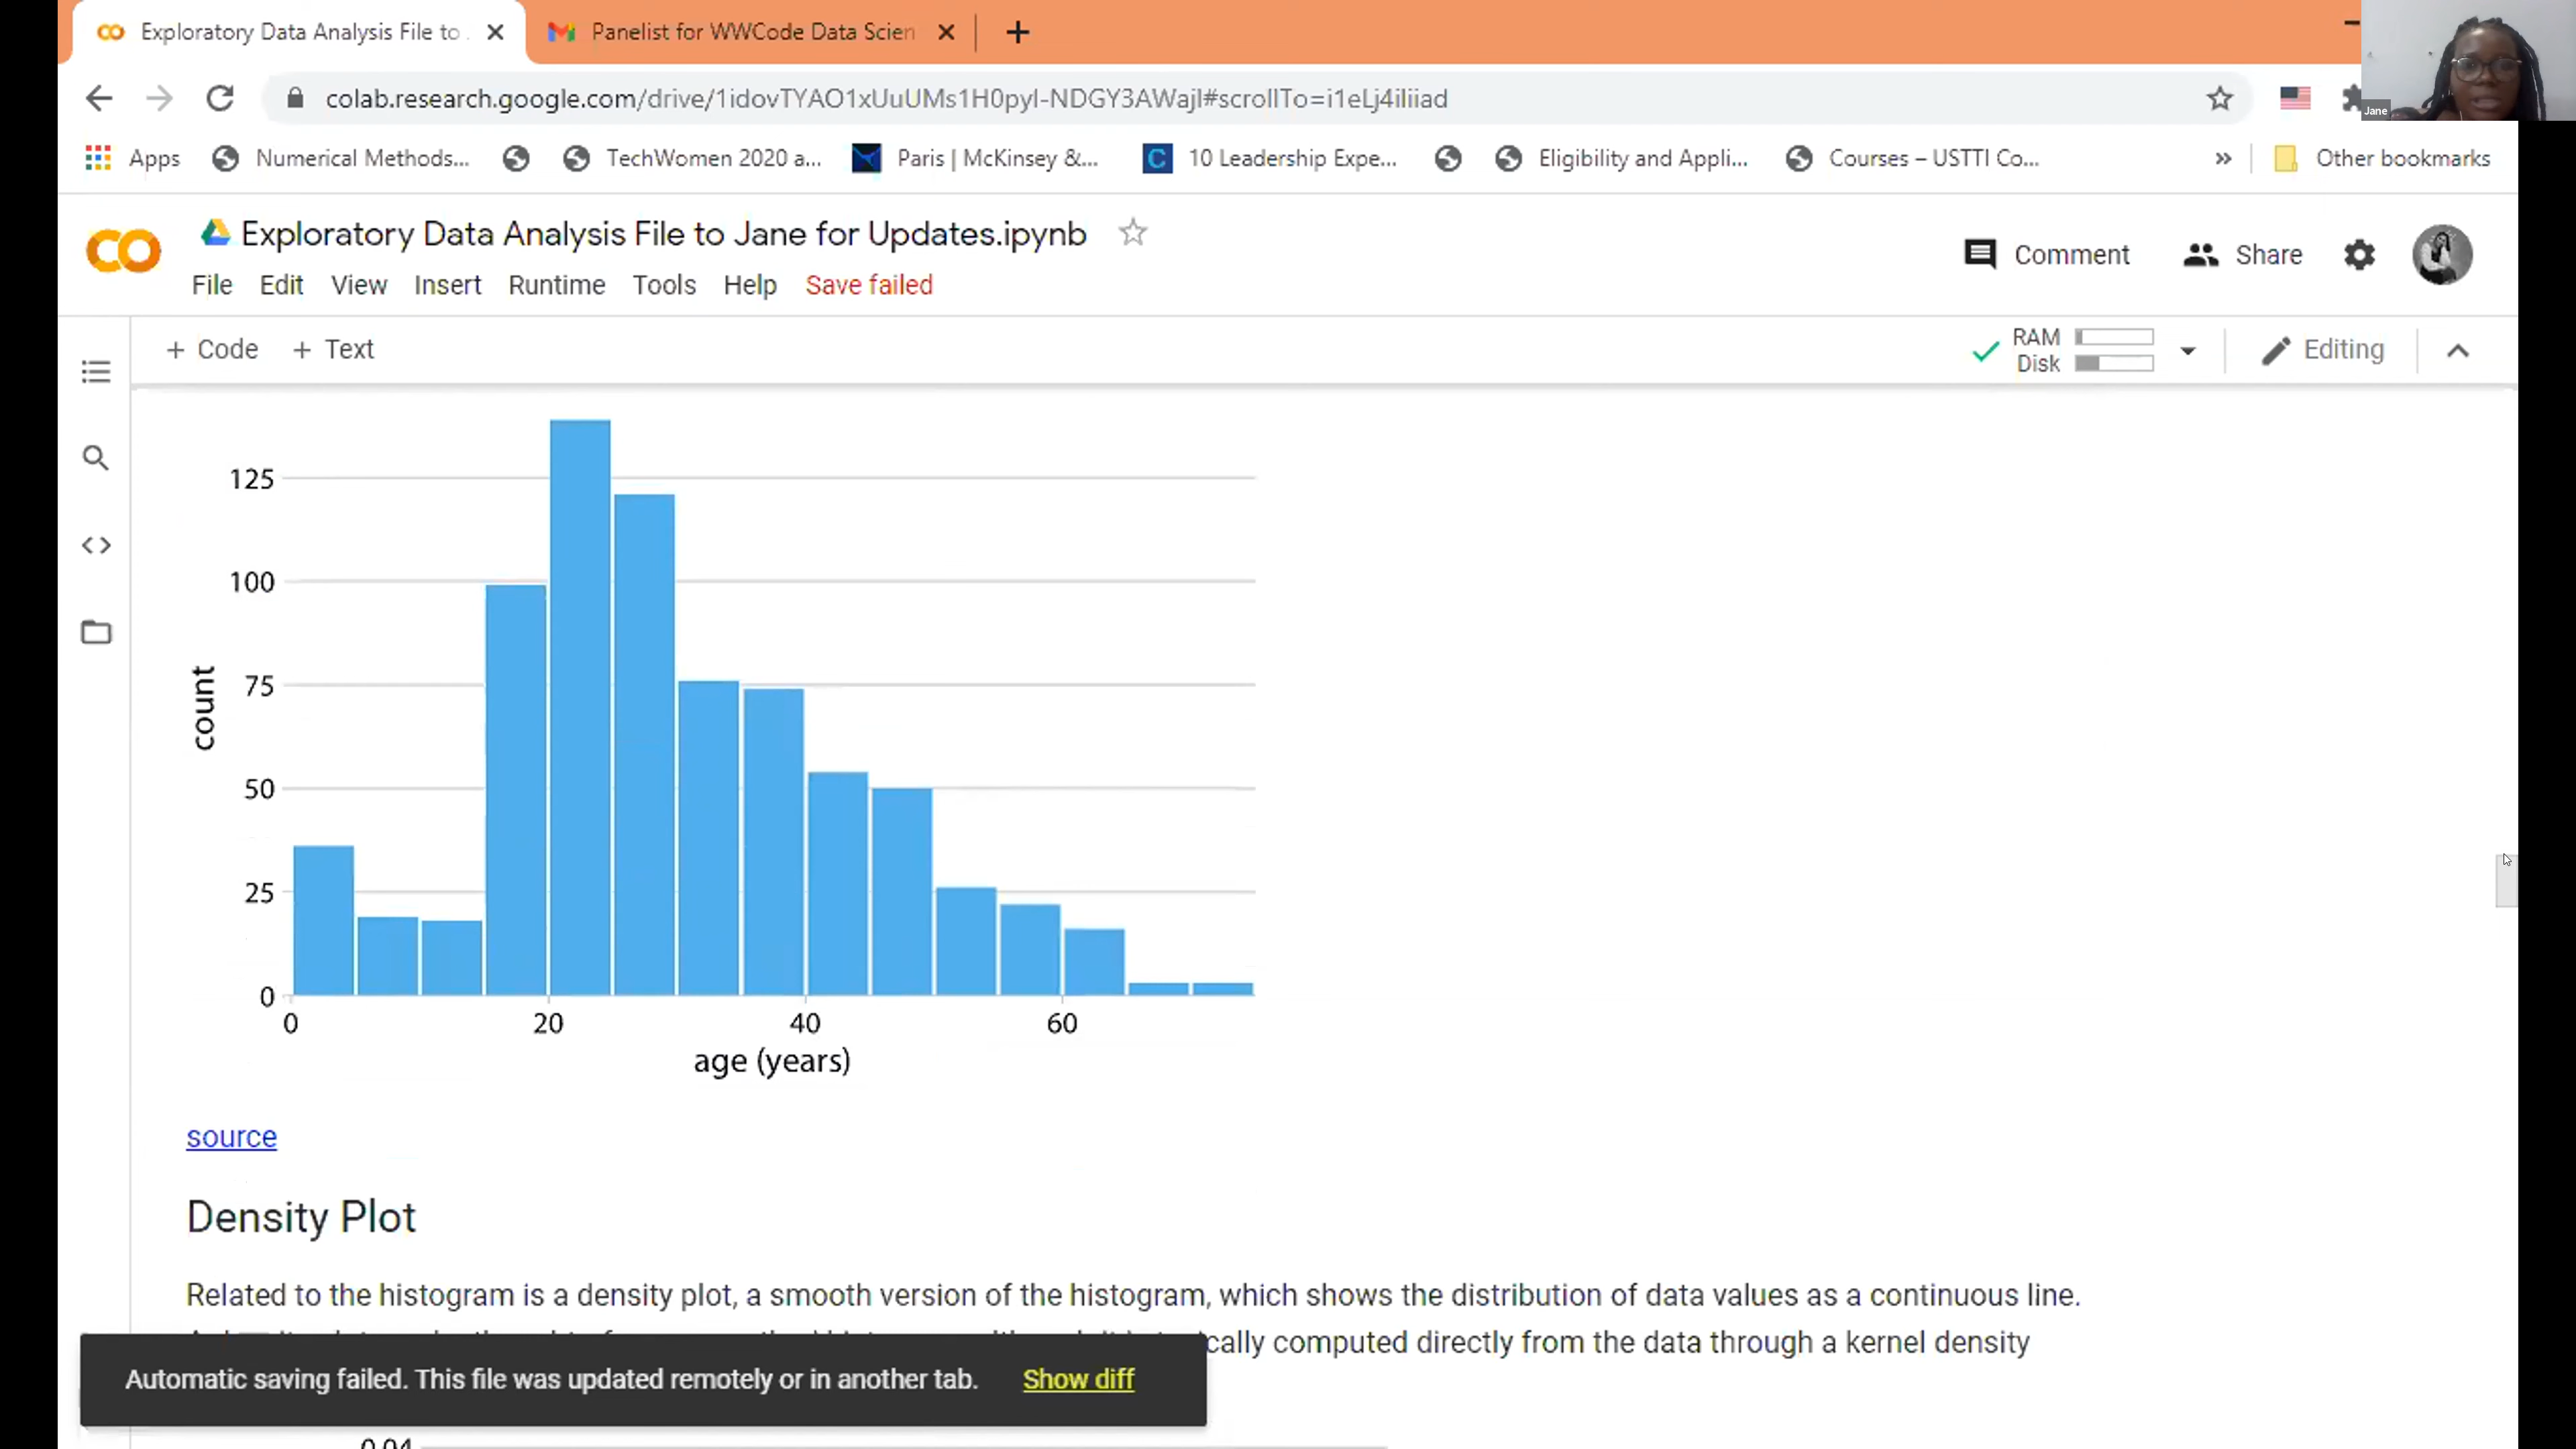 Exploratory Data Analysis File to
Panelist for WWCode Data Scien
colab.research.google.com/drive/1idovTYAO1xUuUMs1H0pyI-NDGY3AWajI#scrollTo=i1eLj4iliiad
Jane
Apps
Numerical Methods...
TechWomen 2020 a...
Paris | McKinsey &...
10 Leadership Expe...
Eligibility and Appli...
Courses – USTTI Co...
Other bookmarks
Exploratory Data Analysis File to Jane for Updates.ipynb
Comment
Share
File Edit View Insert Runtime Tools Help Save failed
+ Code + Text
RAM
Disk
Editing
125
100
75
50
25
0
count
0 20 40 60
age (years)
source
Density Plot
Related to the histogram is a density plot, a smooth version of the histogram, which shows the distribution of data values as a continuous line.
computed directly from the data through a kernel density
Automatic saving failed. This file was updated remotely or in another tab. Show diff
0.04